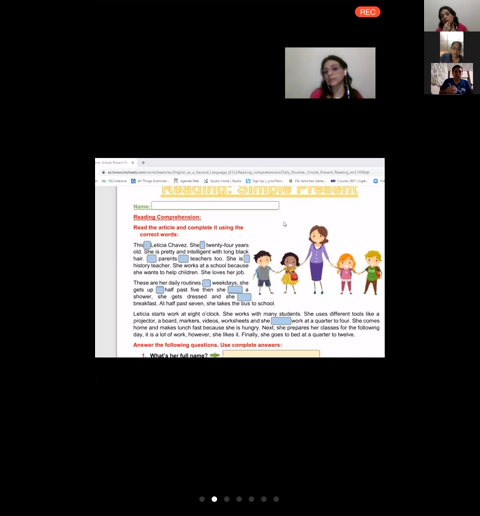 REC
Reading: Simple Present
Name:
Reading Comprehension:
Read the article and complete it using the
correct words:
This Leticia Chavez. She twenty-four years
old. She is pretty and intelligent with long black
hair. parents teachers too. She is
history teacher. She works at a school because
she wants to help children. She loves her job.
These are her daily routines weekdays, she
gets up half past five then she a
shower, she gets dressed and she
breakfast. At half past seven, she takes the bus to school.
Leticia starts work at eight o'clock. She works with many students. She uses different tools like a
projector, a board, markers, videos, worksheets and she work at a quarter to four. She comes
home and makes lunch fast because she is hungry. Next, she prepares her classes for the following
day, it is a lot of work, however, she likes it. Finally, she goes to bed at a quarter to twelve.
Answer the following questions. Use complete answers:
1. What's her full name?